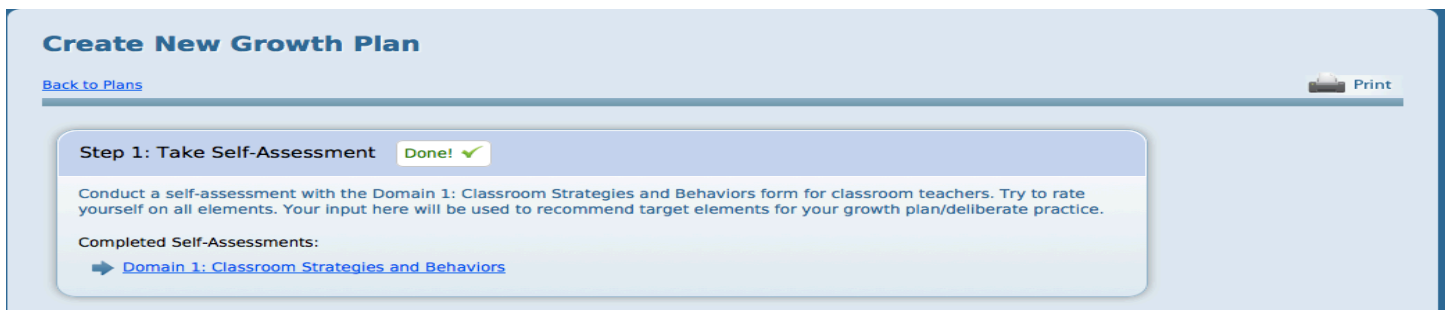 Create New Growth Plan
Back to Plans
Print
Step 1: Take Self-Assessment Done!
Conduct a self-assessment with the Domain 1: Classroom Strategies and Behaviors form for classroom teachers. Try to rate
yourself on all elements. Your input here will be used to recommend target elements for your growth plan/deliberate practice.
Completed Self-Assessments:
Domain 1: Classroom Strategies and Behaviors